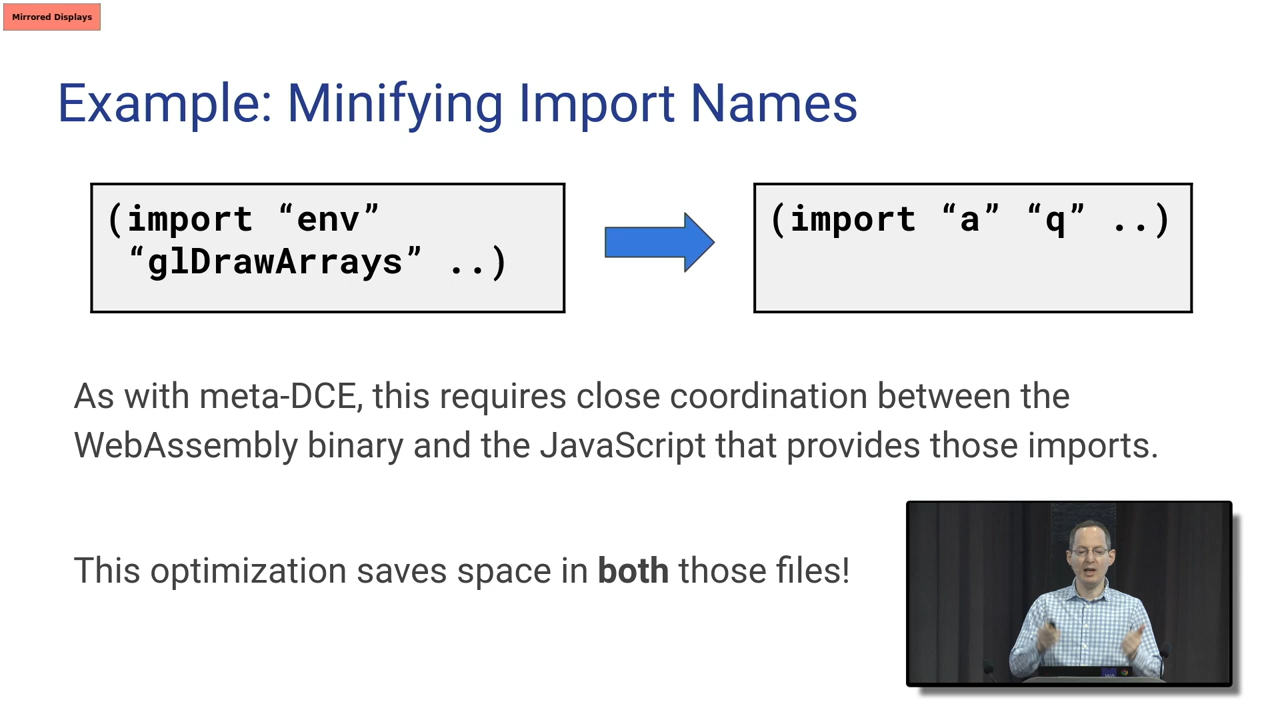 Mirrored Displays
Example: Minifying Import Names
(import “env”
“glDrawArrays” ..)
(import “a” “q” ..)
As with meta-DCE, this requires close coordination between the
WebAssembly binary and the JavaScript that provides those imports.
This optimization saves space in both those files!